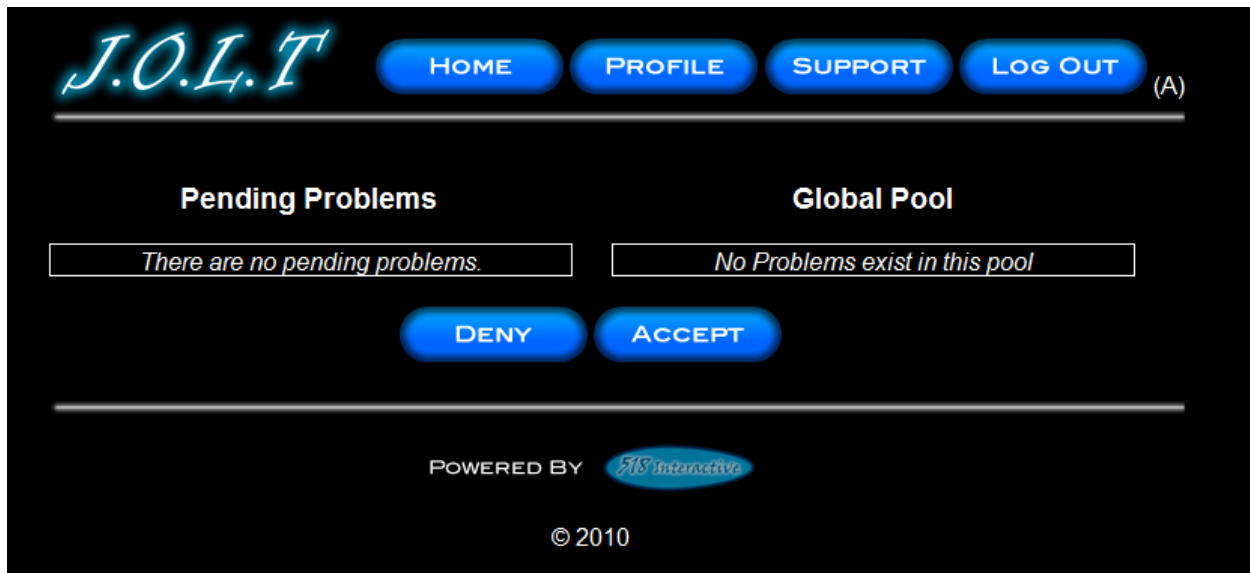 J.O.L.T
HOME PROFILE SUPPORT LOG OUT (A)
Pending Problems Global Pool
There are no pending problems. No Problems exist in this pool
DENY ACCEPT
POWERED BY 518 Interactive
© 2010